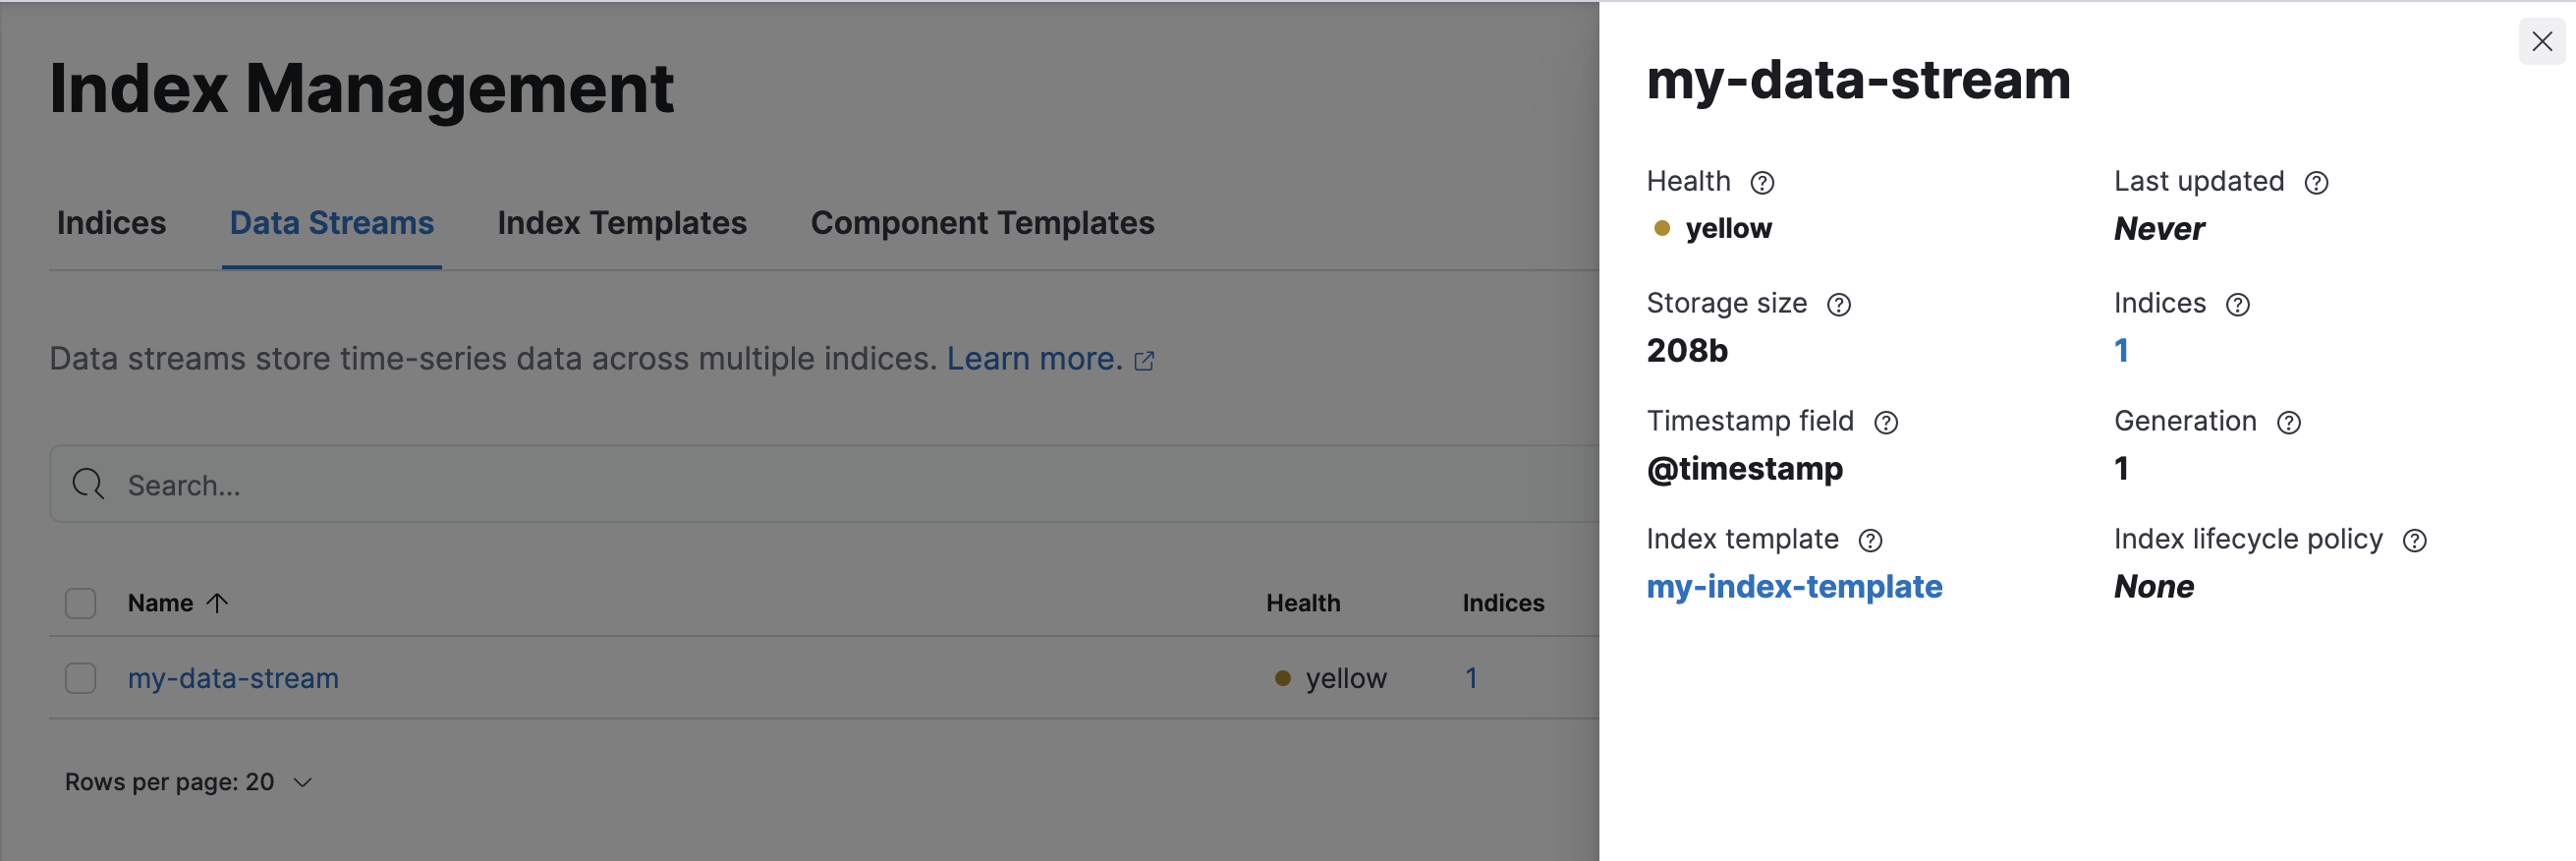 Index Management
Indices Data Streams Index Templates Component Templates
Data streams store time-series data across multiple indices. Learn more.
Search...
Name Health Indices
my-data-stream yellow 1
Rows per page: 20
my-data-stream
Health Last updated
yellow Never
Storage size Indices
208b 1
Timestamp field Generation
@timestamp 1
Index template Index lifecycle policy
my-index-template None